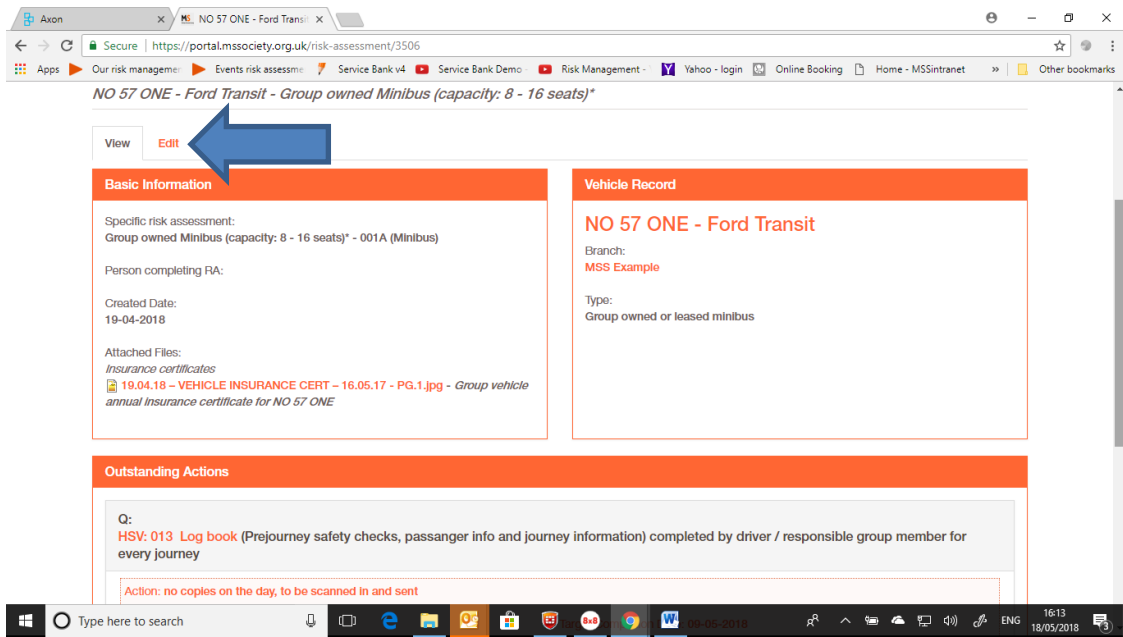 Axon
MS NO 57 ONE - Ford Transit
Secure | https://portal.mssociety.org.uk/risk-assessment/3506
Apps Our risk managemen Events risk assessme Service Bank v4 Service Bank Demo - Risk Management - Yahoo - login Online Booking Home - MSSintranet » Other bookmarks
NO 57 ONE - Ford Transit - Group owned Minibus (capacity: 8 - 16 seats)*
View Edit
Basic Information
Specific risk assessment:
Group owned Minibus (capacity: 8 - 16 seats)* - 001A (Minibus)
Person completing RA:
Created Date:
19-04-2018
Attached Files:
Insurance certificates
19.04.18 – VEHICLE INSURANCE CERT – 16.05.17 - PG.1.jpg - Group vehicle
annual insurance certificate for NO 57 ONE
Vehicle Record
NO 57 ONE - Ford Transit
Branch:
MSS Example
Type:
Group owned or leased minibus
Outstanding Actions
Q:
HSV: 013 Log book (Prejourney safety checks, passanger info and journey information) completed by driver / responsible group member for
every journey
Action: no copies on the day, to be scanned in and sent
09-05-2018
Type here to search
8x8
ENG
16:13
18/05/2018
3